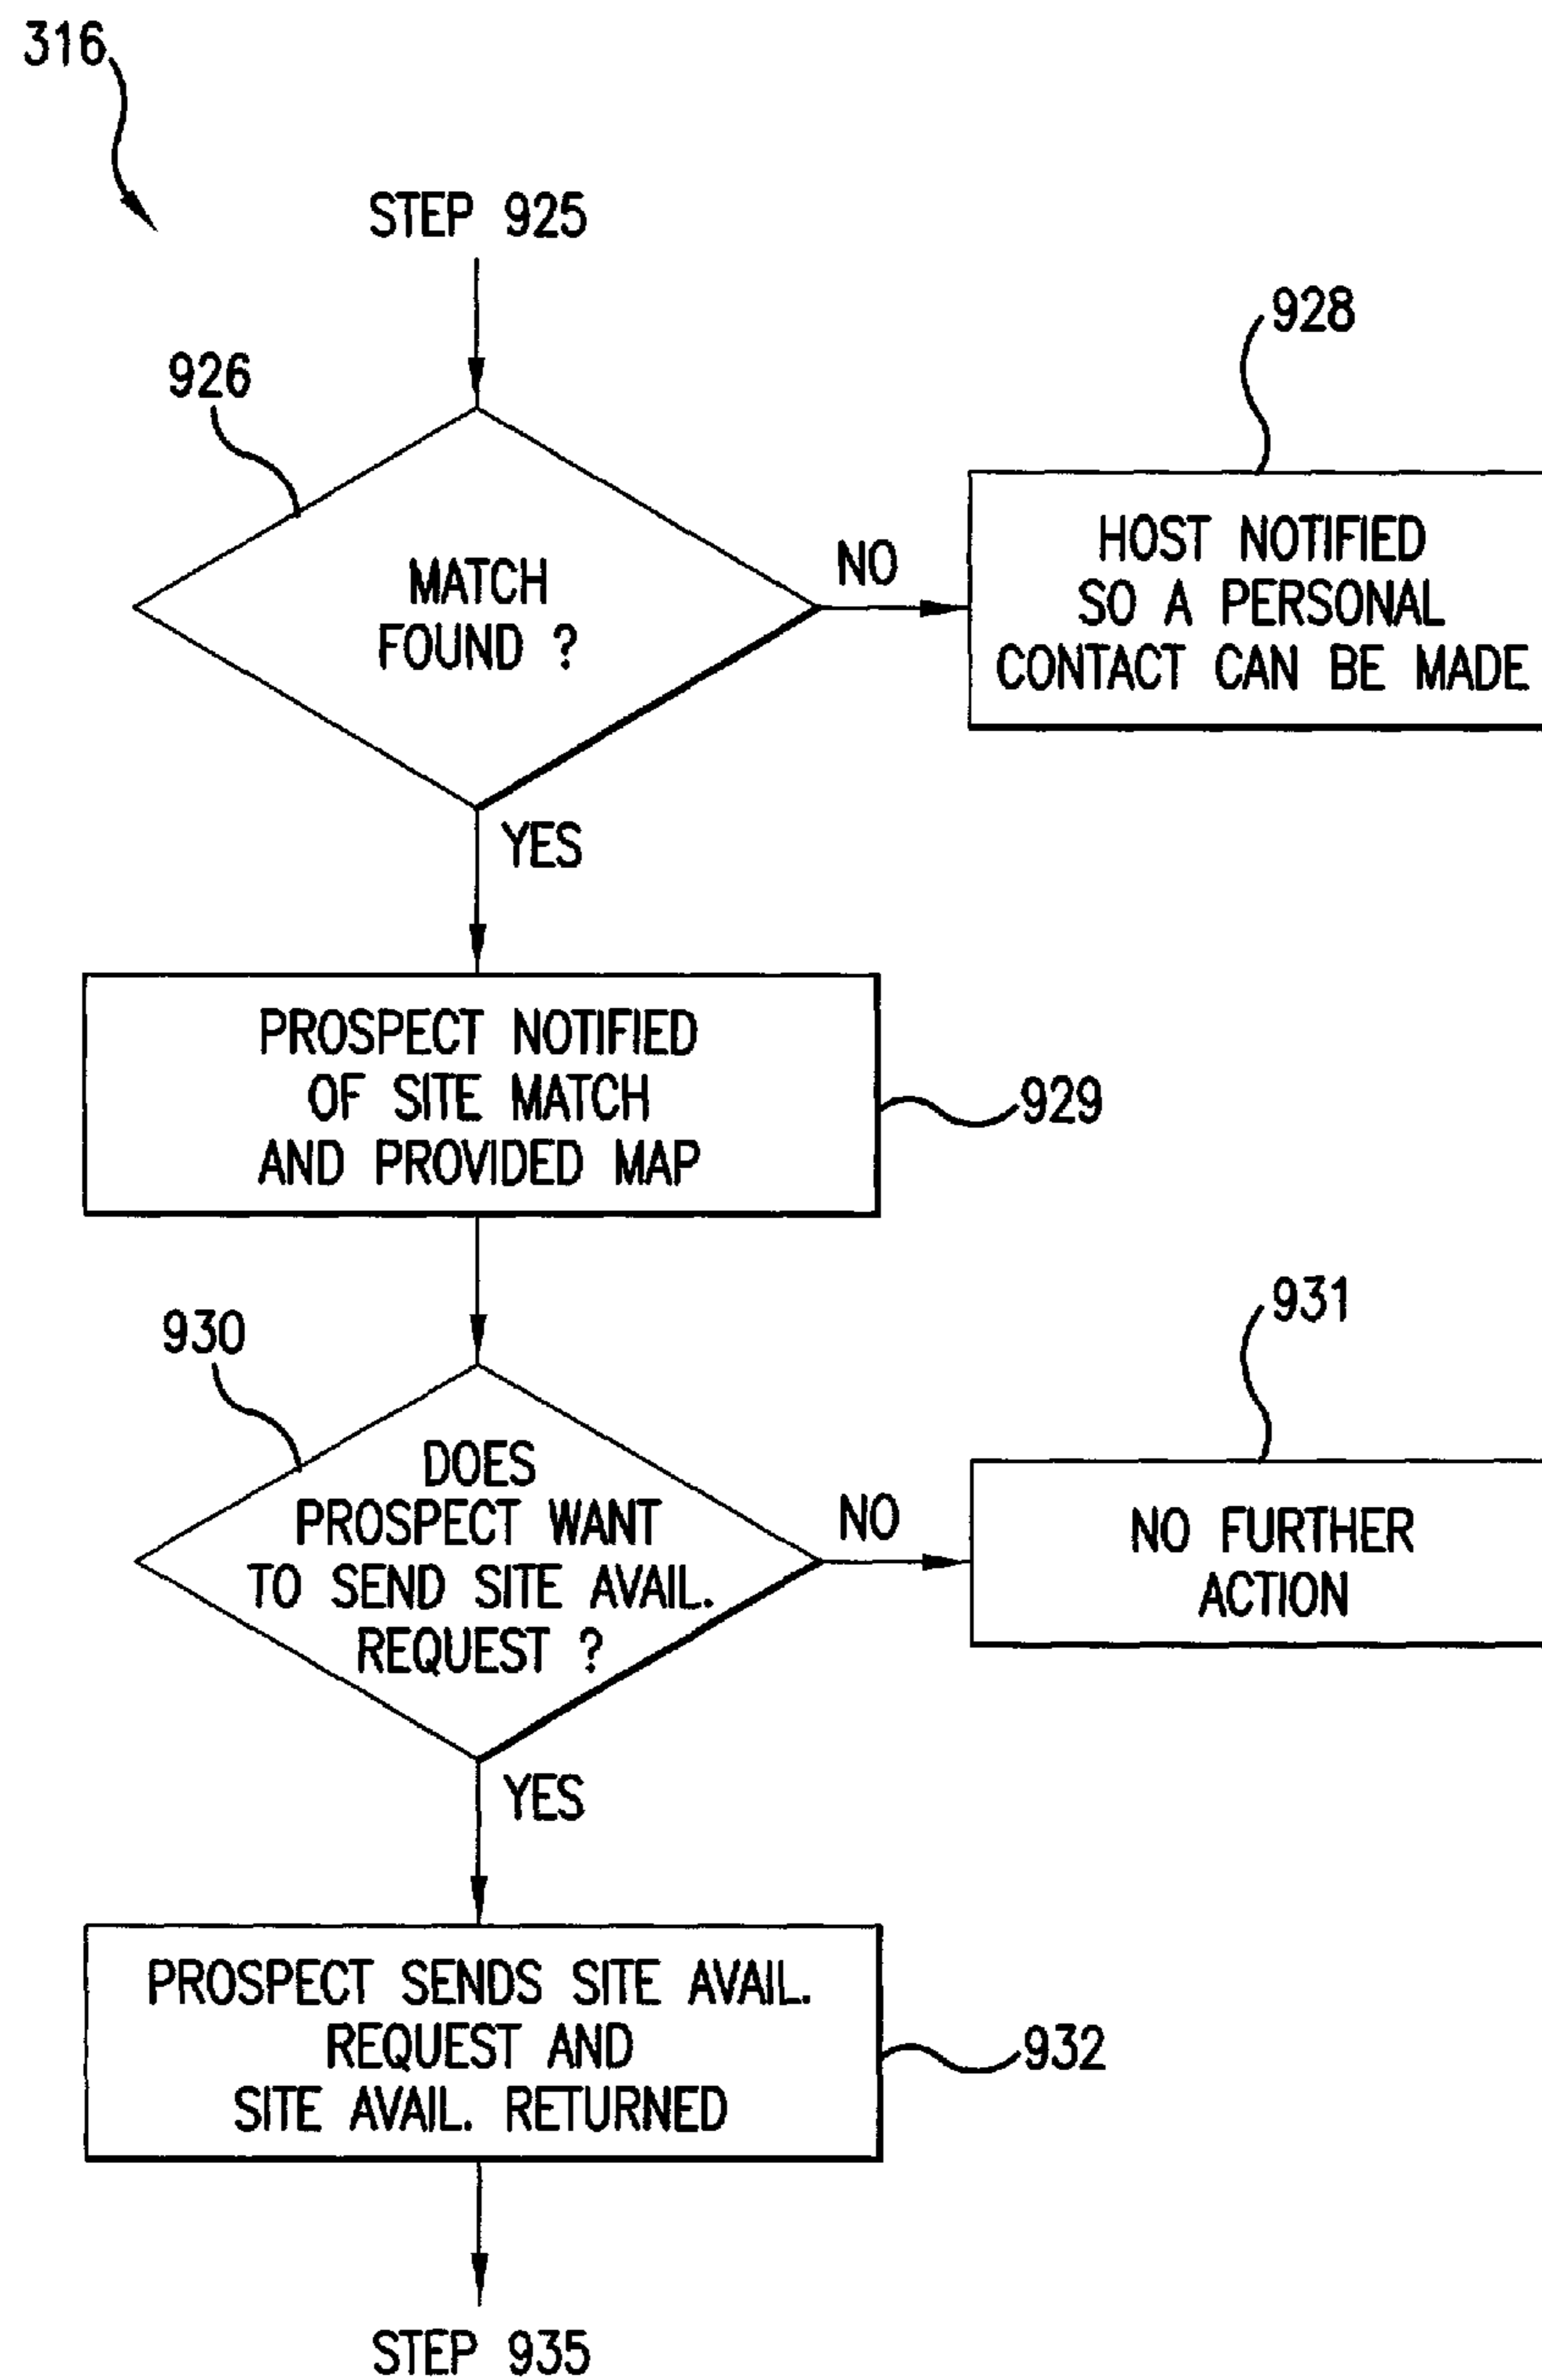 316
STEP 925
928
926
HOST NOTIFIED
SO A PERSONAL
CONTACT CAN BE MADE
NO
MATCH
FOUND ?
YES
PROSPECT NOTIFIED
OF SITE MATCH
AND PROVIDED MAP
929
931
930
DOES
PROSPECT WANT
TO SEND SITE AVAIL.
REQUEST ?
NO
NO FURTHER
ACTION
YES
PROSPECT SENDS SITE AVAIL.
REQUEST AND
SITE AVAIL. RETURNED
932
STEP 935